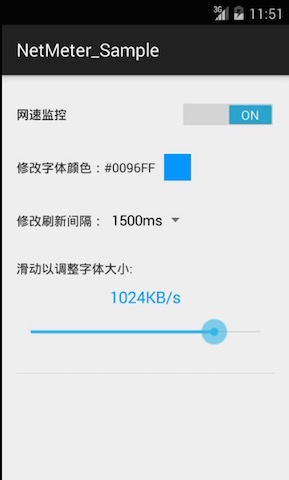 3G 11:51
NetMeter_Sample
网速监控 ON
修改字体颜色：#0096FF
修改刷新间隔： 1500ms
滑动以调整字体大小:
1024KB/s